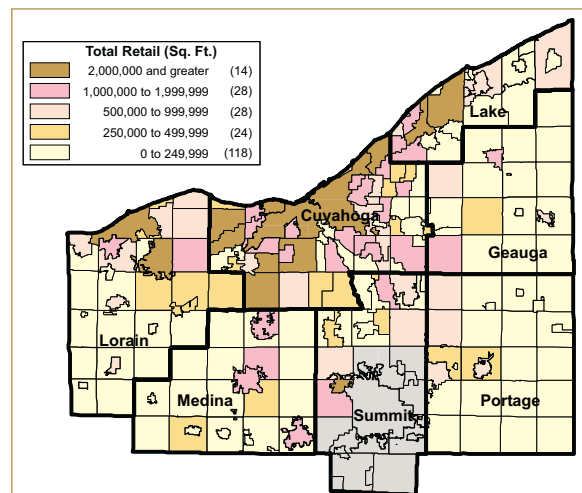 Total Retail (Sq. Ft.)
2,000,000 and greater (14)
1,000,000 to 1,999,999 (28)
500,000 to 999,999 (28)
250,000 to 499,999 (24)
0 to 249,999 (118)
Lake
Cuyahoga
Geauga
Lorain
Medina
Summit
Portage